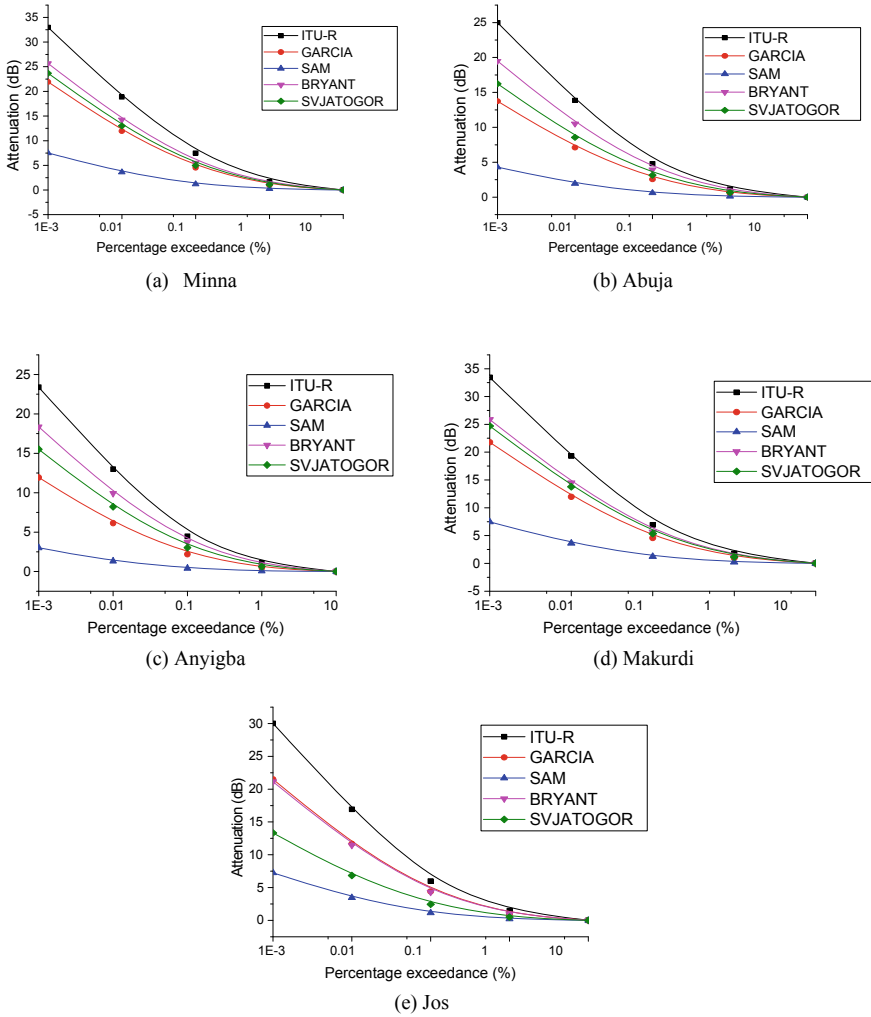 35
30
25
20
15
10
5
0
-5
Attenuation (dB)
1E-3 0.01 0.1 1 10
Percentage exceedance (%)
ITU-R
GARCIA
SAM
BRYANT
SVJATOGOR
(a) Minna
25
20
15
10
5
0
Attenuation (dB)
1E-3 0.01 0.1 1 10
Percentage exceedance (%)
ITU-R
GARCIA
SAM
BRYANT
SVJATOGOR
(b) Abuja
25
20
15
10
5
0
Attenuation (dB)
1E-3 0.01 0.1 1 10
Percentage exceedance (%)
ITU-R
GARCIA
SAM
BRYANT
SVJATOGOR
(c) Anyigba
35
30
25
20
15
10
5
0
-5
Attenuation (dB)
1E-3 0.01 0.1 1 10
Percentage exceedance (%)
ITU-R
GARCIA
SAM
BRYANT
SVJATOGOR
(d) Makurdi
30
25
20
15
10
5
0
Attenuation (dB)
1E-3 0.01 0.1 1 10
Percentage exceedance (%)
ITU-R
GARCIA
SAM
BRYANT
SVJATOGOR
(e) Jos